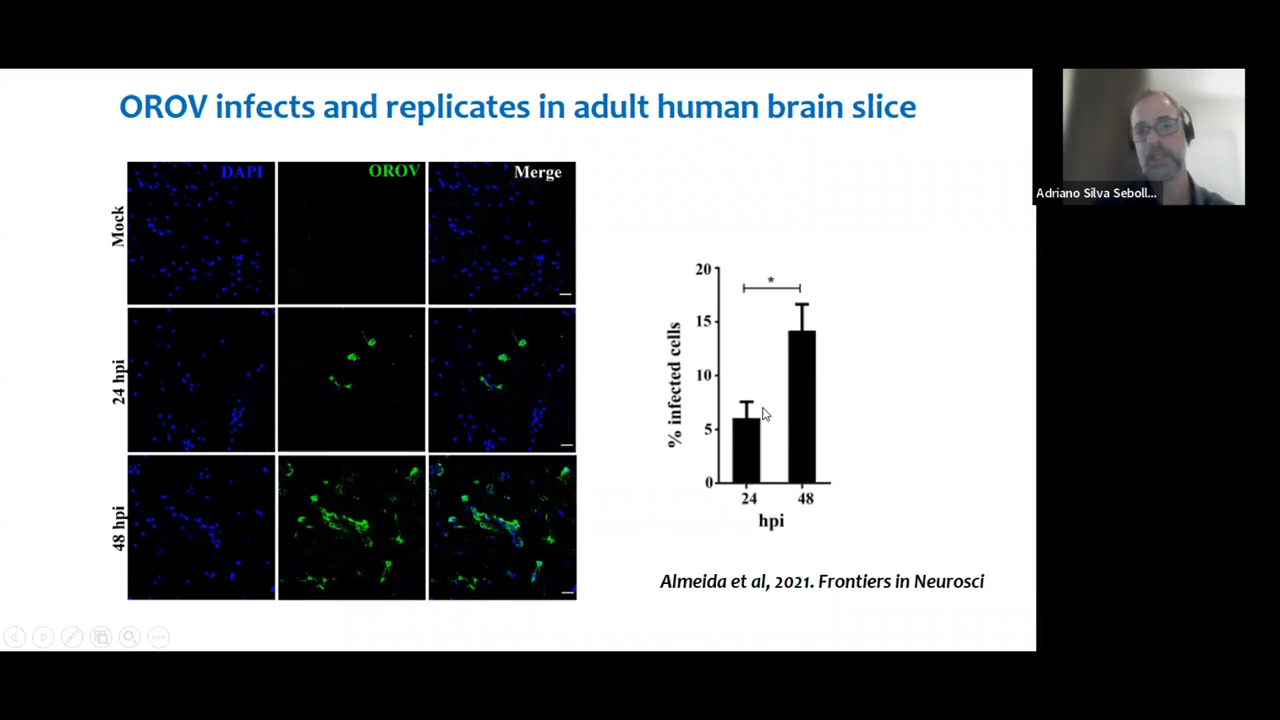 OROV infects and replicates in adult human brain slice
Adriano Silva Seboll...
DAPI
OROV
Merge
Mock
24 hpi
48 hpi
20
15
10
5
0
% infected cells
*
24
48
hpi
Almeida et al, 2021. Frontiers in Neurosci